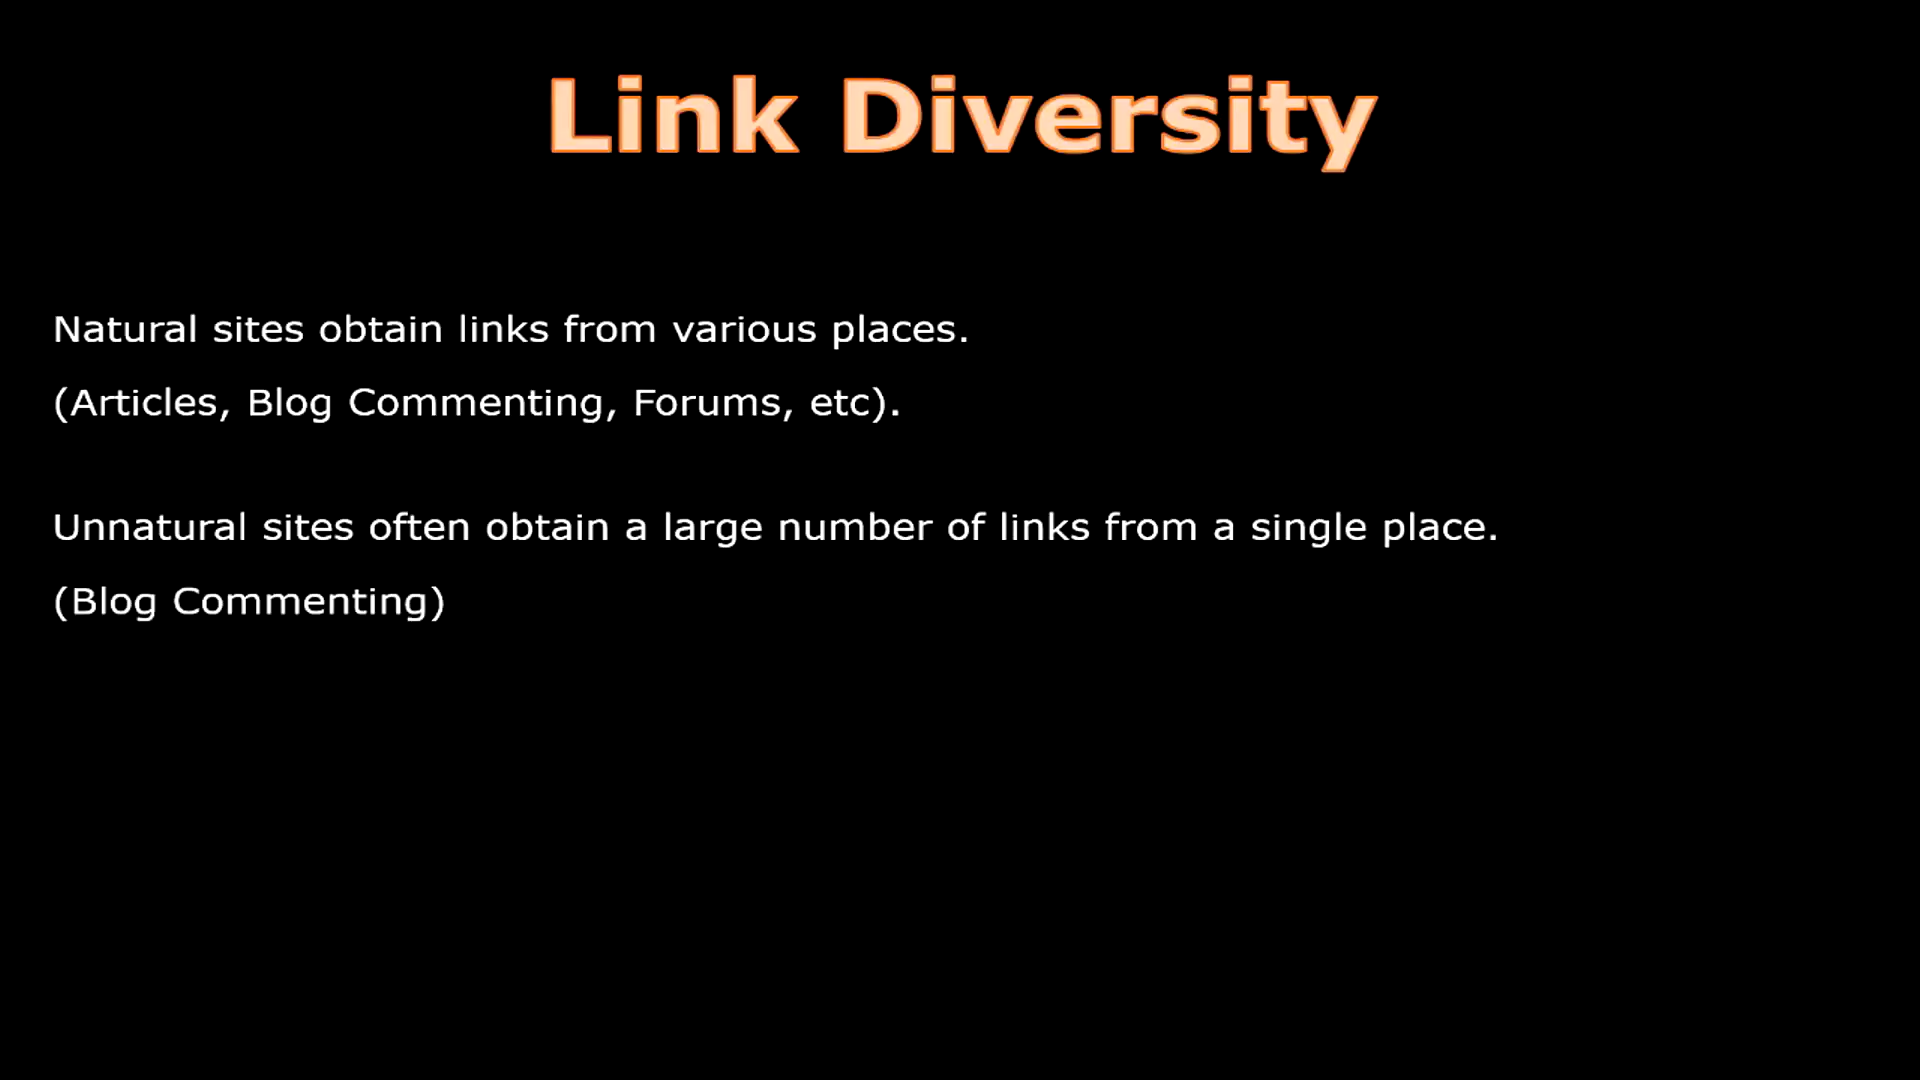 Link Diversity
Natural sites obtain links from various places.
(Articles, Blog Commenting, Forums, etc).
Unnatural sites often obtain a large number of links from a single place.
(Blog Commenting)